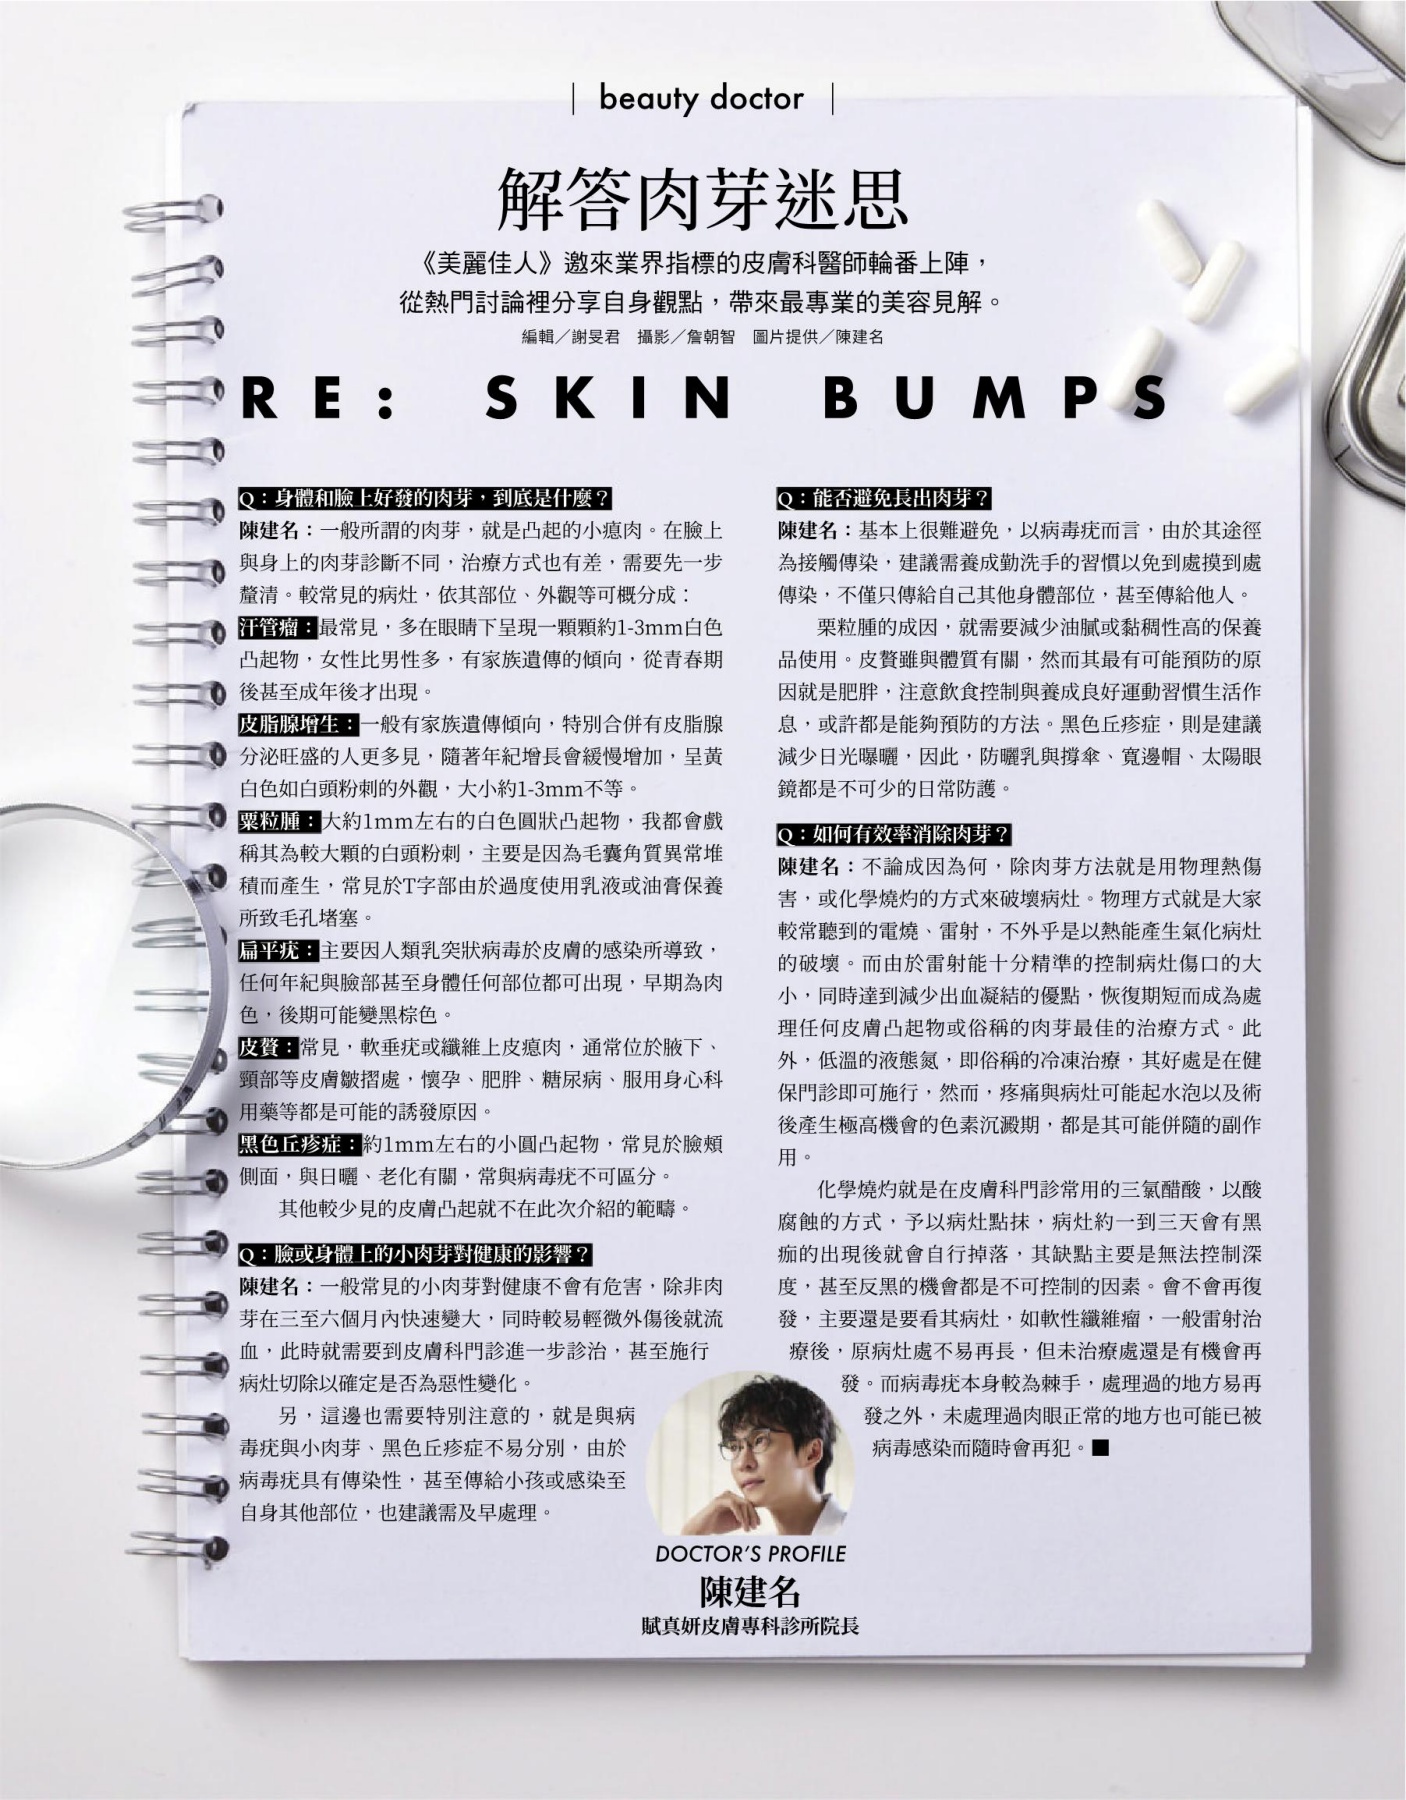 beauty doctor
解答肉芽迷思
《美麗佳人》邀來業界指標的皮膚科醫師輪番上陣，
從熱門討論裡分享自身觀點，帶來最專業的美容見解。
編輯／謝旻君　攝影／詹朝智　圖片提供／陳建名
RE: SKIN BUMPS
Q：身體和臉上好發的肉芽，到底是什麼？
陳建名：一般所謂的肉芽，就是凸起的小瘜肉。在臉上
與身上的肉芽診斷不同，治療方式也有差，需要先一步
釐清。較常見的病灶，依其部位、外觀等可概分成：
汗管瘤：最常見，多在眼睛下呈現一顆顆約1-3mm白色
凸起物，女性比男性多，有家族遺傳的傾向，從青春期
後甚至成年後才出現。
皮脂腺增生：一般有家族遺傳傾向，特別合併有皮脂腺
分泌旺盛的人更多見，隨著年紀增長會緩慢增加，呈黃
白色如白頭粉刺的外觀，大小約1-3mm不等。
粟粒腫：大約1mm左右的白色圓狀凸起物，我都會戲
稱其為較大顆的白頭粉刺，主要是因為毛囊角質異常堆
積而產生，常見於T字部由於過度使用乳液或油膏保養
所致毛孔堵塞。
扁平疣：主要因人類乳突狀病毒於皮膚的感染所導致，
任何年紀與臉部甚至身體任何部位都可出現，早期為肉
色，後期可能變黑棕色。
皮贅：常見，軟垂疣或纖維上皮瘜肉，通常位於腋下、
頸部等皮膚皺摺處，懷孕、肥胖、糖尿病、服用身心科
用藥等都是可能的誘發原因。
黑色丘疹症：約1mm左右的小圓凸起物，常見於臉頰
側面，與日曬、老化有關，常與病毒疣不可區分。
其他較少見的皮膚凸起就不在此次介紹的範疇。
Q：臉或身體上的小肉芽對健康的影響？
陳建名：一般常見的小肉芽對健康不會有危害，除非肉
芽在三至六個月內快速變大，同時較易輕微外傷後就流
血，此時就需要到皮膚科門診進一步診治，甚至施行
病灶切除以確定是否為惡性變化。
另，這邊也需要特別注意的，就是與病
毒疣與小肉芽、黑色丘疹症不易分別，由於
病毒疣具有傳染性，甚至傳給小孩或感染至
自身其他部位，也建議需及早處理。
Q：能否避免長出肉芽？
陳建名：基本上很難避免，以病毒疣而言，由於其途徑
為接觸傳染，建議需養成勤洗手的習慣以免到處摸到處
傳染，不僅只傳給自己其他身體部位，甚至傳給他人。
栗粒腫的成因，就需要減少油膩或黏稠性高的保養
品使用。皮贅雖與體質有關，然而其最有可能預防的原
因就是肥胖，注意飲食控制與養成良好運動習慣生活作
息，或許都是能夠預防的方法。黑色丘疹症，則是建議
減少日光曝曬，因此，防曬乳與撐傘、寬邊帽、太陽眼
鏡都是不可少的日常防護。
Q：如何有效率消除肉芽？
陳建名：不論成因為何，除肉芽方法就是用物理熱傷
害，或化學燒灼的方式來破壞病灶。物理方式就是大家
較常聽到的電燒、雷射，不外乎是以熱能產生氣化病灶
的破壞。而由於雷射能十分精準的控制病灶傷口的大
小，同時達到減少出血凝結的優點，恢復期短而成為處
理任何皮膚凸起物或俗稱的肉芽最佳的治療方式。此
外，低溫的液態氮，即俗稱的冷凍治療，其好處是在健
保門診即可施行，然而，疼痛與病灶可能起水泡以及術
後產生極高機會的色素沉澱期，都是其可能併隨的副作
用。
化學燒灼就是在皮膚科門診常用的三氯醋酸，以酸
腐蝕的方式，予以病灶點抹，病灶約一到三天會有黑
痂的出現後就會自行掉落，其缺點主要是無法控制深
度，甚至反黑的機會都是不可控制的因素。會不會再復
發，主要還是要看其病灶，如軟性纖維瘤，一般雷射治
療後，原病灶處不易再長，但未治療處還是有機會再
發。而病毒疣本身較為棘手，處理過的地方易再
發之外，未處理過肉眼正常的地方也可能已被
病毒感染而隨時會再犯。■
DOCTOR'S PROFILE
陳建名
賦真妍皮膚專科診所院長